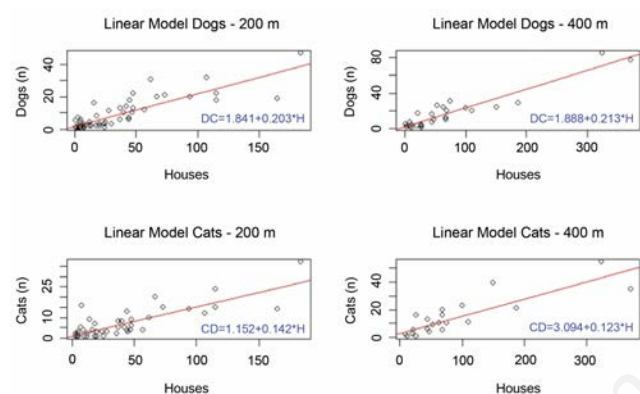 Linear Model Dogs - 200 m
Dogs (n)
0 20 40
0 50 100 150
DC=1.841+0.203*H
Houses
Linear Model Dogs - 400 m
Dogs (n)
0 40 80
0 100 200 300
DC=1.888+0.213*H
Houses
Linear Model Cats - 200 m
Cats (n)
0 10 25
0 50 100 150
CD=1.152+0.142*H
Houses
Linear Model Cats - 400 m
Cats (n)
0 20 40
0 100 200 300
CD=3.094+0.123*H
Houses